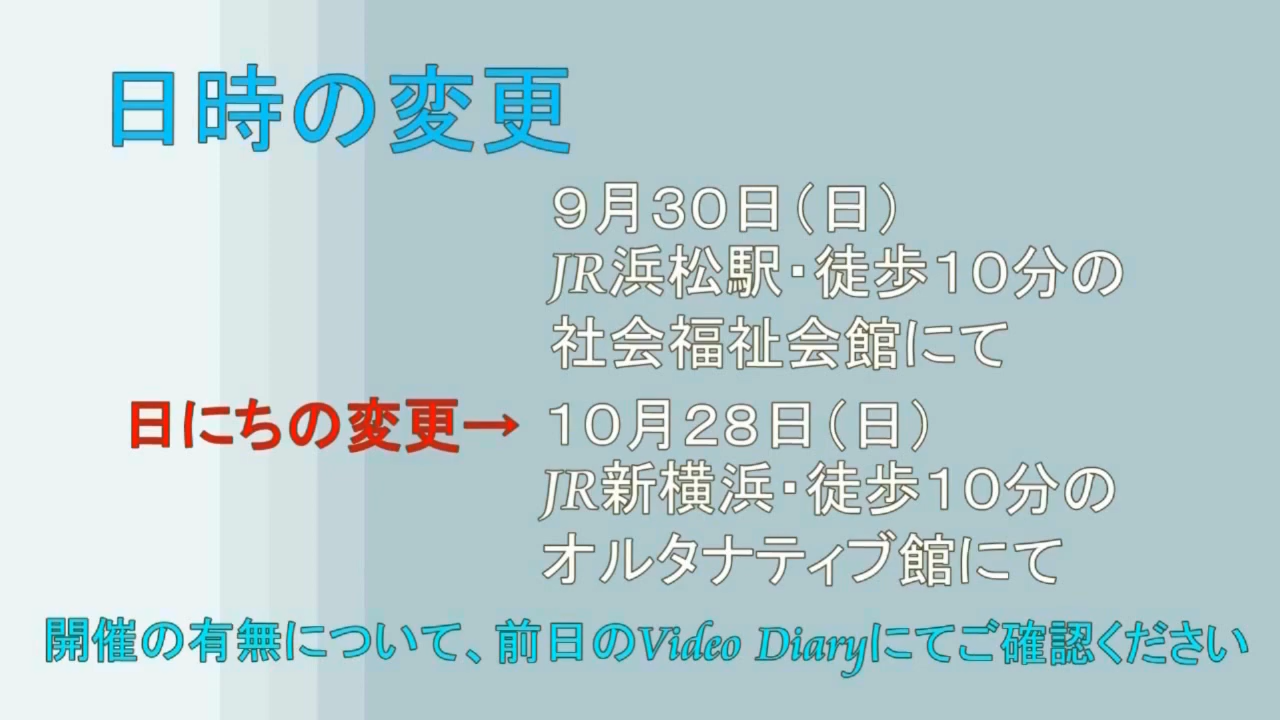 日時の変更
９月３０日（日）
JR浜松駅・徒歩１０分の
社会福祉会館にて
日にちの変更→ １０月２８日（日）
JR新横浜・徒歩１０分の
オルタナティブ館にて
開催の有無について、前日のVideo Diaryにてご確認ください